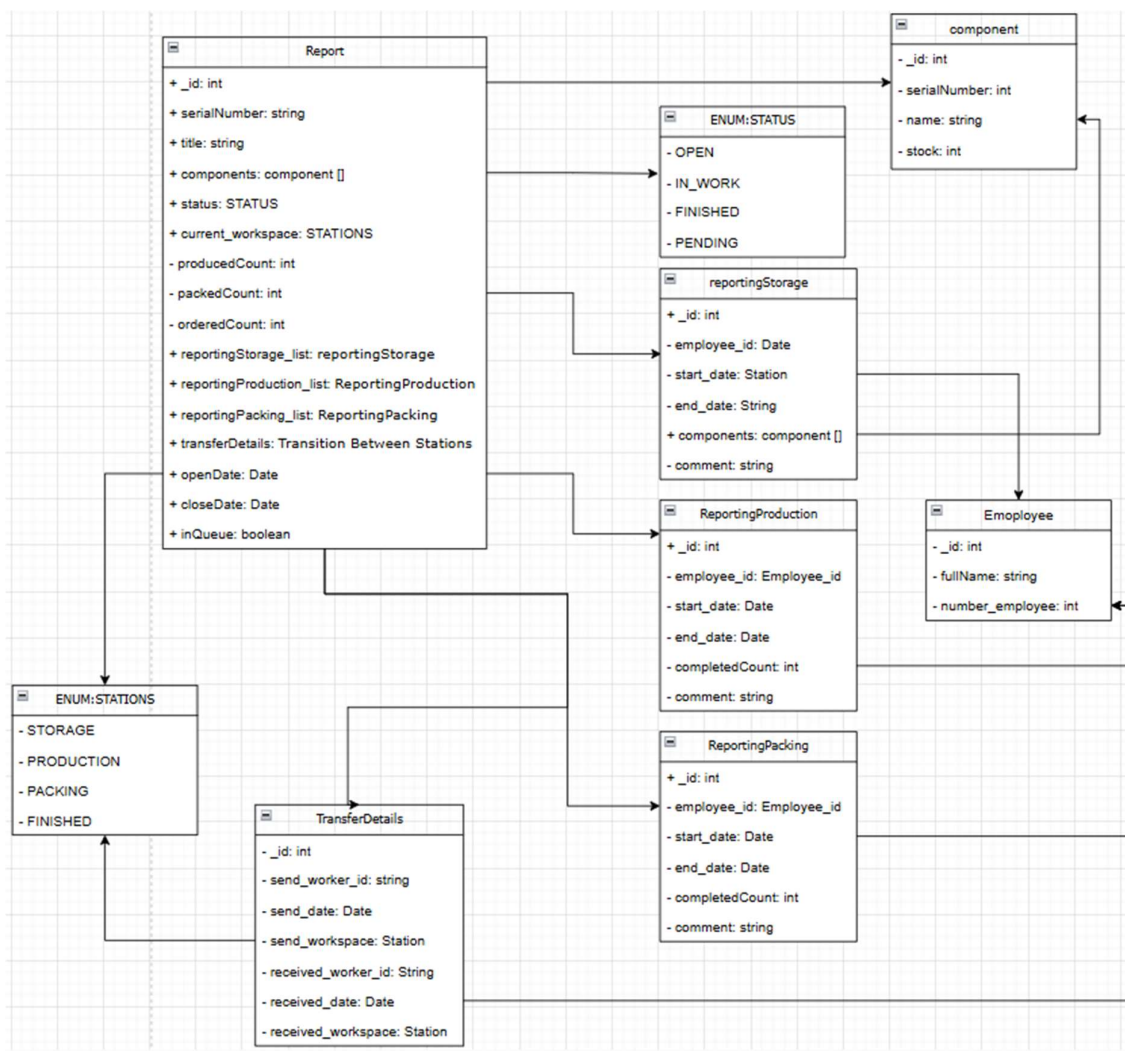 Report
+ _id: int
+ serialNumber: string
+ title: string
+ components: component []
+ status: STATUS
+ current_workspace: STATIONS
- producedCount: int
- packedCount: int
- orderedCount: int
+ reportingStorage_list: reportingStorage
+ reportingProduction_list: ReportingProduction
+ reportingPacking_list: ReportingPacking
+ transferDetails: Transition Between Stations
+ openDate: Date
+ closeDate: Date
+ inQueue: boolean
component
- _id: int
- serialNumber: int
- name: string
- stock: int
ENUM:STATUS
- OPEN
- IN_WORK
- FINISHED
- PENDING
reportingStorage
+ _id: int
- employee_id: Date
- start_date: Station
- end_date: String
+ components: component []
- comment: string
ReportingProduction
+ _id: int
- employee_id: Employee_id
- start_date: Date
- end_date: Date
- completedCount: int
- comment: string
Emoployee
- _id: int
- fullName: string
- number_employee: int
ENUM:STATIONS
- STORAGE
- PRODUCTION
- PACKING
- FINISHED
ReportingPacking
+ _id: int
- employee_id: Employee_id
- start_date: Date
- end_date: Date
- completedCount: int
- comment: string
TransferDetails
- _id: int
- send_worker_id: string
- send_date: Date
- send_workspace: Station
- received_worker_id: String
- received_date: Date
- received_workspace: Station